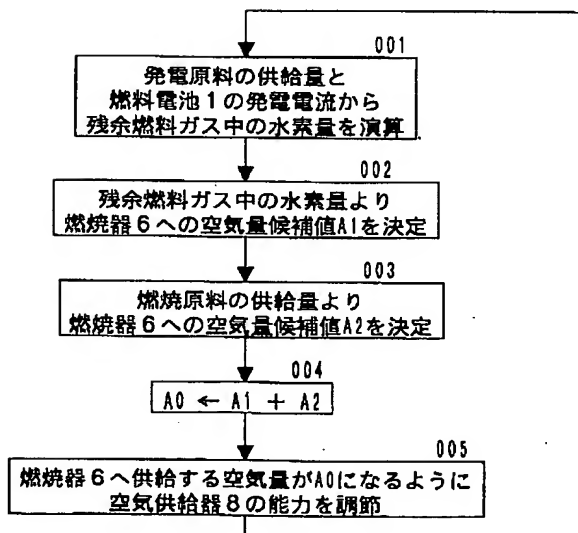 001
発電原料の供給量と
燃料電池1の発電電流から
残余燃料ガス中の水素量を演算
002
残余燃料ガス中の水素量より
燃焼器6への空気量候補値A1を決定
003
燃焼原料の供給量より
燃焼器6への空気量候補値A2を決定
004
A0 ← A1 + A2
005
燃焼器6へ供給する空気量がA0になるように
空気供給器8の能力を調節